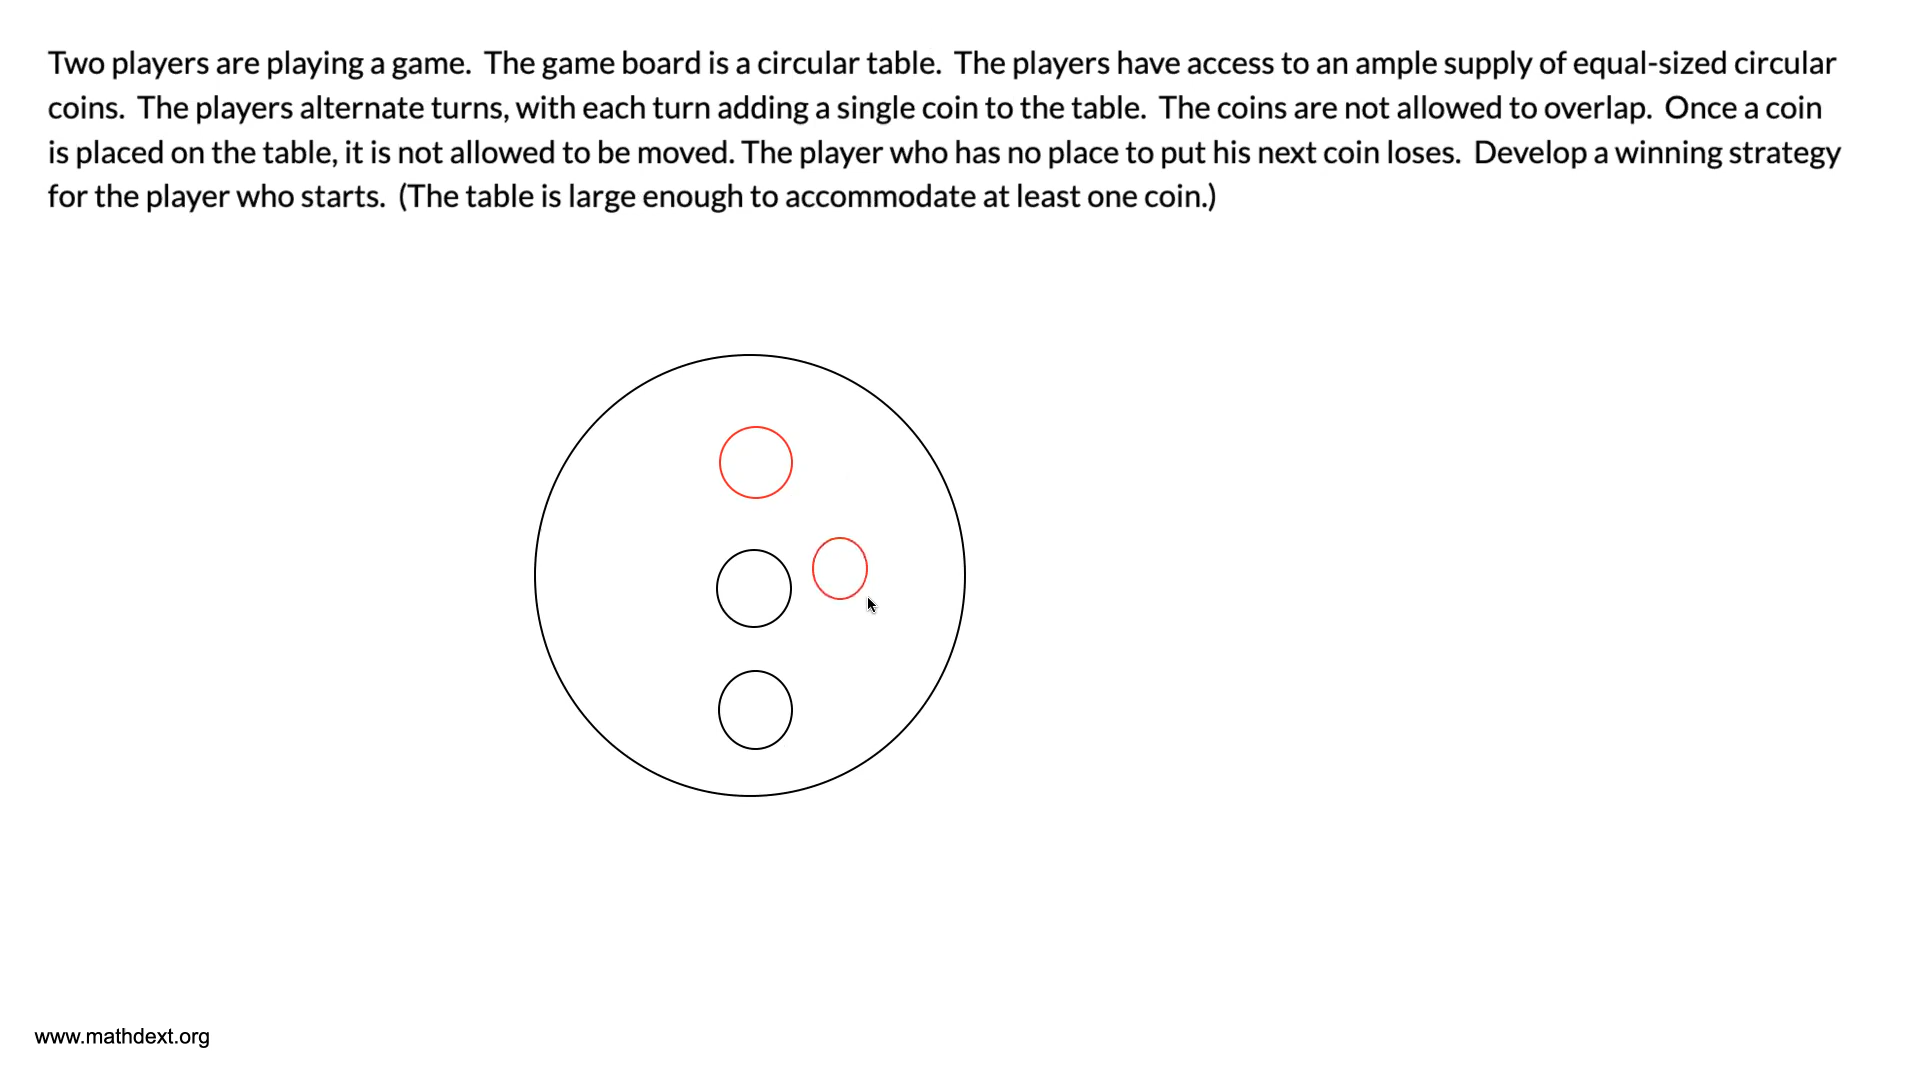 Two players are playing a game.  The game board is a circular table.  The players have access to an ample supply of equal-sized circular
coins.  The players alternate turns, with each turn adding a single coin to the table.  The coins are not allowed to overlap.  Once a coin
is placed on the table, it is not allowed to be moved. The player who has no place to put his next coin loses.  Develop a winning strategy
for the player who starts.  (The table is large enough to accommodate at least one coin.)
www.mathdext.org